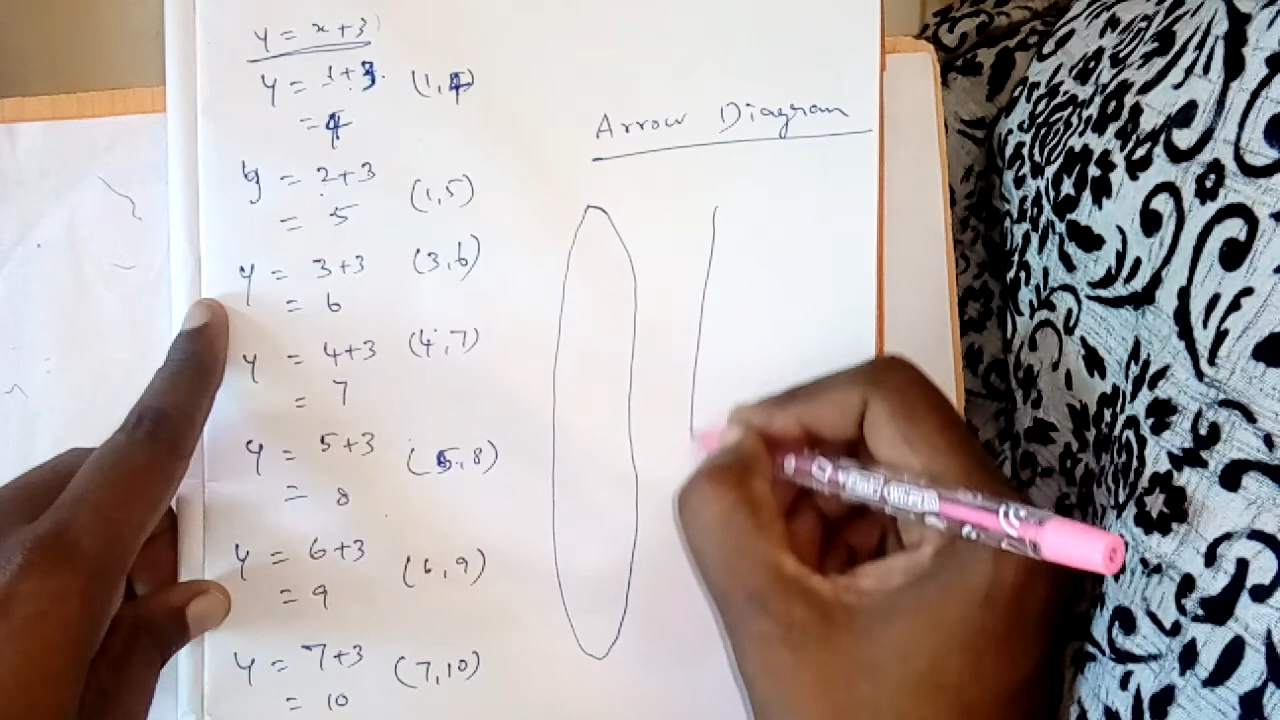 y = x+3
y = 1+3 (1,4)
= 4
y = 2+3 (1,5)
= 5
y = 3+3 (3,6)
= 6
y = 4+3 (4,7)
= 7
y = 5+3 (5,8)
= 8
y = 6+3 (6,9)
= 9
y = 7+3 (7,10)
= 10
Arrow Diagram